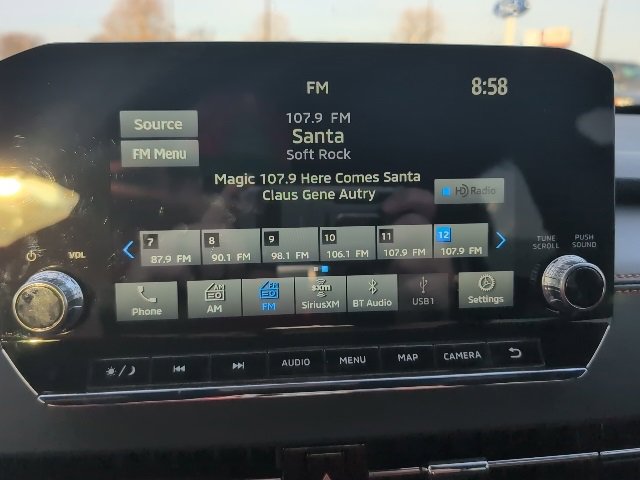 FM
8:58
107.9 FM
Source
Santa
FM Menu
Soft Rock
Magic 107.9 Here Comes Santa
Claus Gene Autry
HD Radio
7
8
9
10
11
12
87.9 FM
90.1 FM
98.1 FM
106.1 FM
107.9 FM
107.9 FM
VOL
TUNE
SCROLL
PUSH
SOUND
AM
FM
sxm
Phone
AM
FM
SiriusXM
BT Audio
USB1
Settings
AUDIO
MENU
MAP
CAMERA